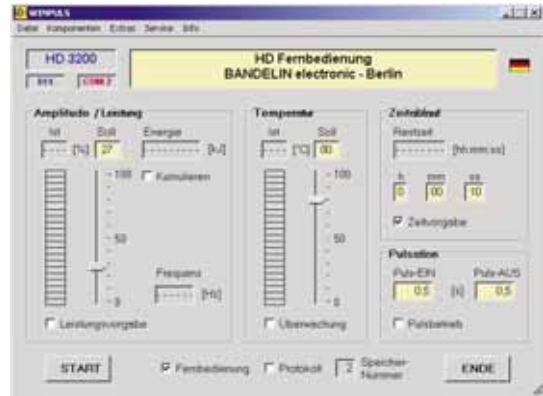 WINPULS
Datei Komponenten Extras Service Info
HD 3200
COM 2
HD Fernbedienung
BANDELIN electronic - Berlin
Amplitude / Leistung
Ist Soll Energie
[%] 27 [kJ]
100
Kumulieren
50
Frequenz
[Hz]
0
Leistungsvorgabe
Temperatur
Ist Soll
[°C] 80
100
50
0
Überwachung
Zeitablauf
Restzeit
[hh:mm:ss]
h mm ss
0 00 10
Zeitvorgabe
Pulsation
Puls-EIN Puls-AUS
0,5 [s] 0,5
Pulsbetrieb
START
Fernbedienung
Protokoll
2
Speicher-
Nummer
ENDE